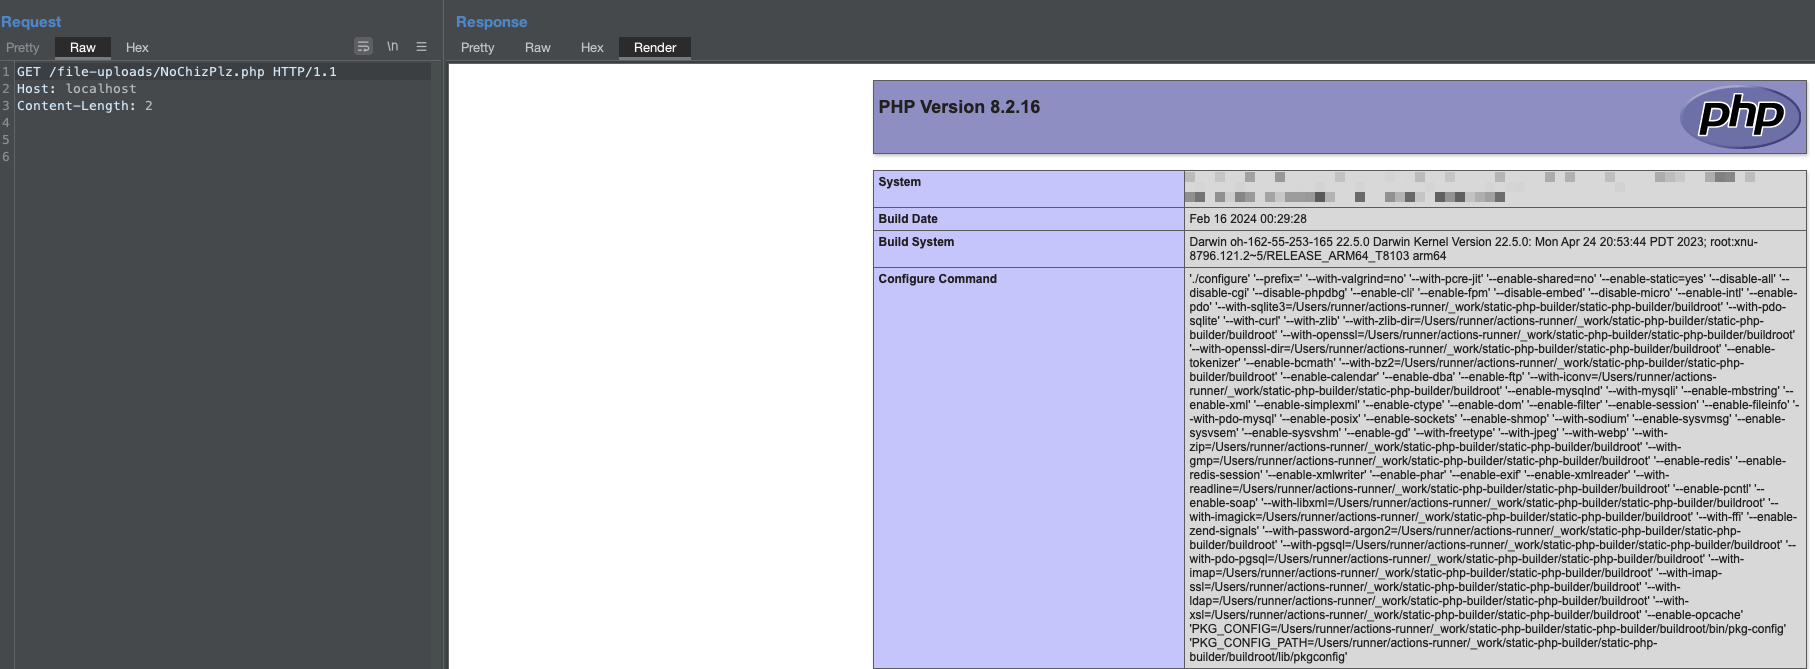 Request
Pretty Raw Hex
\n
1 GET /file-uploads/NoChizPlz.php HTTP/1.1
2 Host: localhost
3 Content-Length: 2
4
5
6
Response
Pretty Raw Hex Render
PHP Version 8.2.16
php
System
Build Date Feb 16 2024 00:29:28
Build System Darwin oh-162-55-253-165 22.5.0 Darwin Kernel Version 22.5.0: Mon Apr 24 20:53:44 PDT 2023; root:xnu-
8796.121.2~5/RELEASE_ARM64_T8103 arm64
Configure Command './configure' '--prefix=' '--with-valgrind=no' '--with-pcre-jit' '--enable-shared=no' '--enable-static=yes' '--disable-all' '--
disable-cgi' '--disable-phpdbg' '--enable-cli' '--enable-fpm' '--disable-embed' '--disable-micro' '--enable-intl' '--enable-
pdo' '--with-sqlite3=/Users/runner/actions-runner/_work/static-php-builder/static-php-builder/buildroot' '--with-pdo-
sqlite' '--with-curl' '--with-zlib' '--with-zlib-dir=/Users/runner/actions-runner/_work/static-php-builder/static-php-
builder/buildroot' '--with-openssl=/Users/runner/actions-runner/_work/static-php-builder/static-php-builder/buildroot'
'--with-openssl-dir=/Users/runner/actions-runner/_work/static-php-builder/static-php-builder/buildroot' '--enable-
tokenizer' '--enable-bcmath' '--with-bz2=/Users/runner/actions-runner/_work/static-php-builder/static-php-
builder/buildroot' '--enable-calendar' '--enable-dba' '--enable-ftp' '--with-iconv=/Users/runner/actions-
runner/_work/static-php-builder/static-php-builder/buildroot' '--enable-mysqlnd' '--with-mysqli' '--enable-mbstring' '--
enable-xml' '--enable-simplexml' '--enable-ctype' '--enable-dom' '--enable-filter' '--enable-session' '--enable-fileinfo' '-
-with-pdo-mysql' '--enable-posix' '--enable-sockets' '--enable-shmop' '--with-sodium' '--enable-sysvmsg' '--enable-
sysvsem' '--enable-sysvshm' '--enable-gd' '--with-freetype' '--with-jpeg' '--with-webp' '--with-
zip=/Users/runner/actions-runner/_work/static-php-builder/static-php-builder/buildroot' '--with-
gmp=/Users/runner/actions-runner/_work/static-php-builder/static-php-builder/buildroot' '--enable-redis' '--enable-
redis-session' '--enable-xmlwriter' '--enable-phar' '--enable-exif' '--enable-xmlreader' '--with-
readline=/Users/runner/actions-runner/_work/static-php-builder/static-php-builder/buildroot' '--enable-pcntl' '--
enable-soap' '--with-libxml=/Users/runner/actions-runner/_work/static-php-builder/static-php-builder/buildroot' '--
with-imagick=/Users/runner/actions-runner/_work/static-php-builder/static-php-builder/buildroot' '--with-ffi' '--enable-
zend-signals' '--with-password-argon2=/Users/runner/actions-runner/_work/static-php-builder/static-php-
builder/buildroot' '--with-pgsql=/Users/runner/actions-runner/_work/static-php-builder/static-php-builder/buildroot' '--
with-pdo-pgsql=/Users/runner/actions-runner/_work/static-php-builder/static-php-builder/buildroot' '--with-
imap=/Users/runner/actions-runner/_work/static-php-builder/static-php-builder/buildroot' '--with-imap-
ssl=/Users/runner/actions-runner/_work/static-php-builder/static-php-builder/buildroot' '--with-
ldap=/Users/runner/actions-runner/_work/static-php-builder/static-php-builder/buildroot' '--with-
xsl=/Users/runner/actions-runner/_work/static-php-builder/static-php-builder/buildroot' '--enable-opcache'
'PKG_CONFIG=/Users/runner/actions-runner/_work/static-php-builder/static-php-builder/buildroot/bin/pkg-config'
'PKG_CONFIG_PATH=/Users/runner/actions-runner/_work/static-php-builder/static-php-
builder/buildroot/lib/pkgconfig'